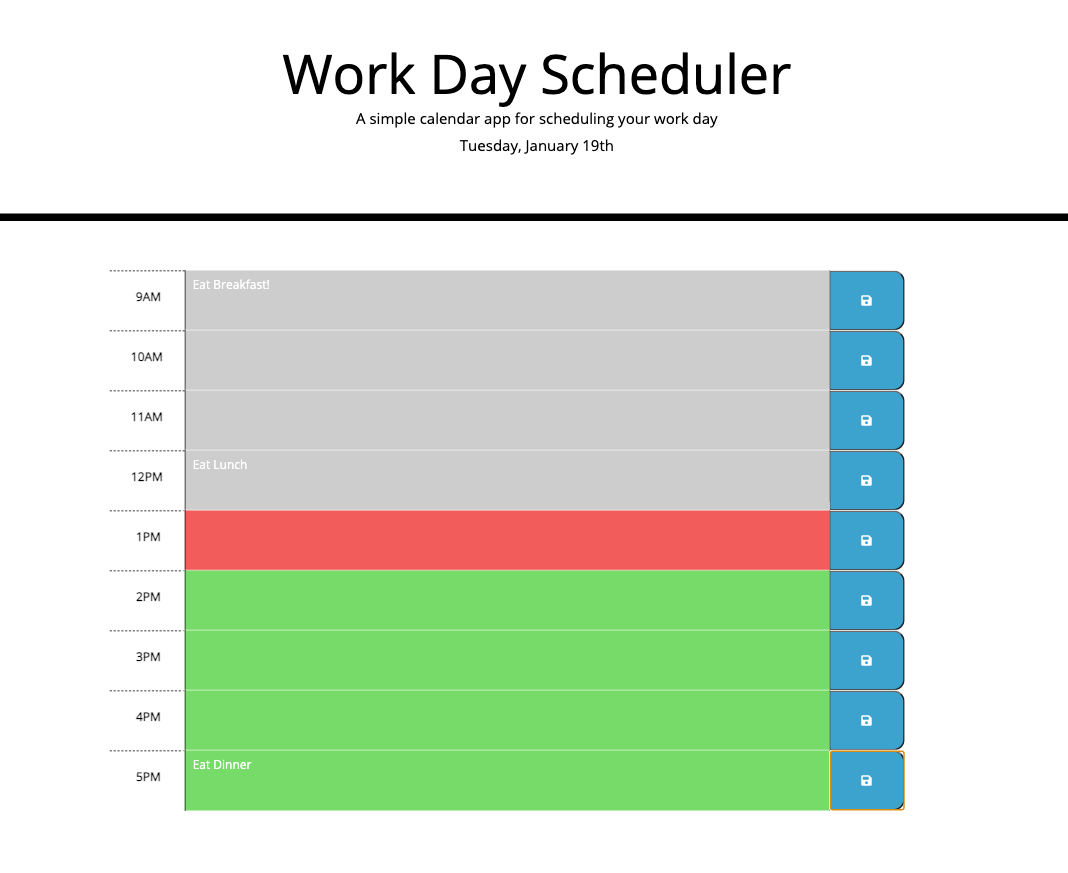 Work Day Scheduler
A simple calendar app for scheduling your work day
Tuesday, January 19th
9AM
Eat Breakfast!
10AM
11AM
12PM
Eat Lunch
1PM
2PM
3PM
4PM
5PM
Eat Dinner